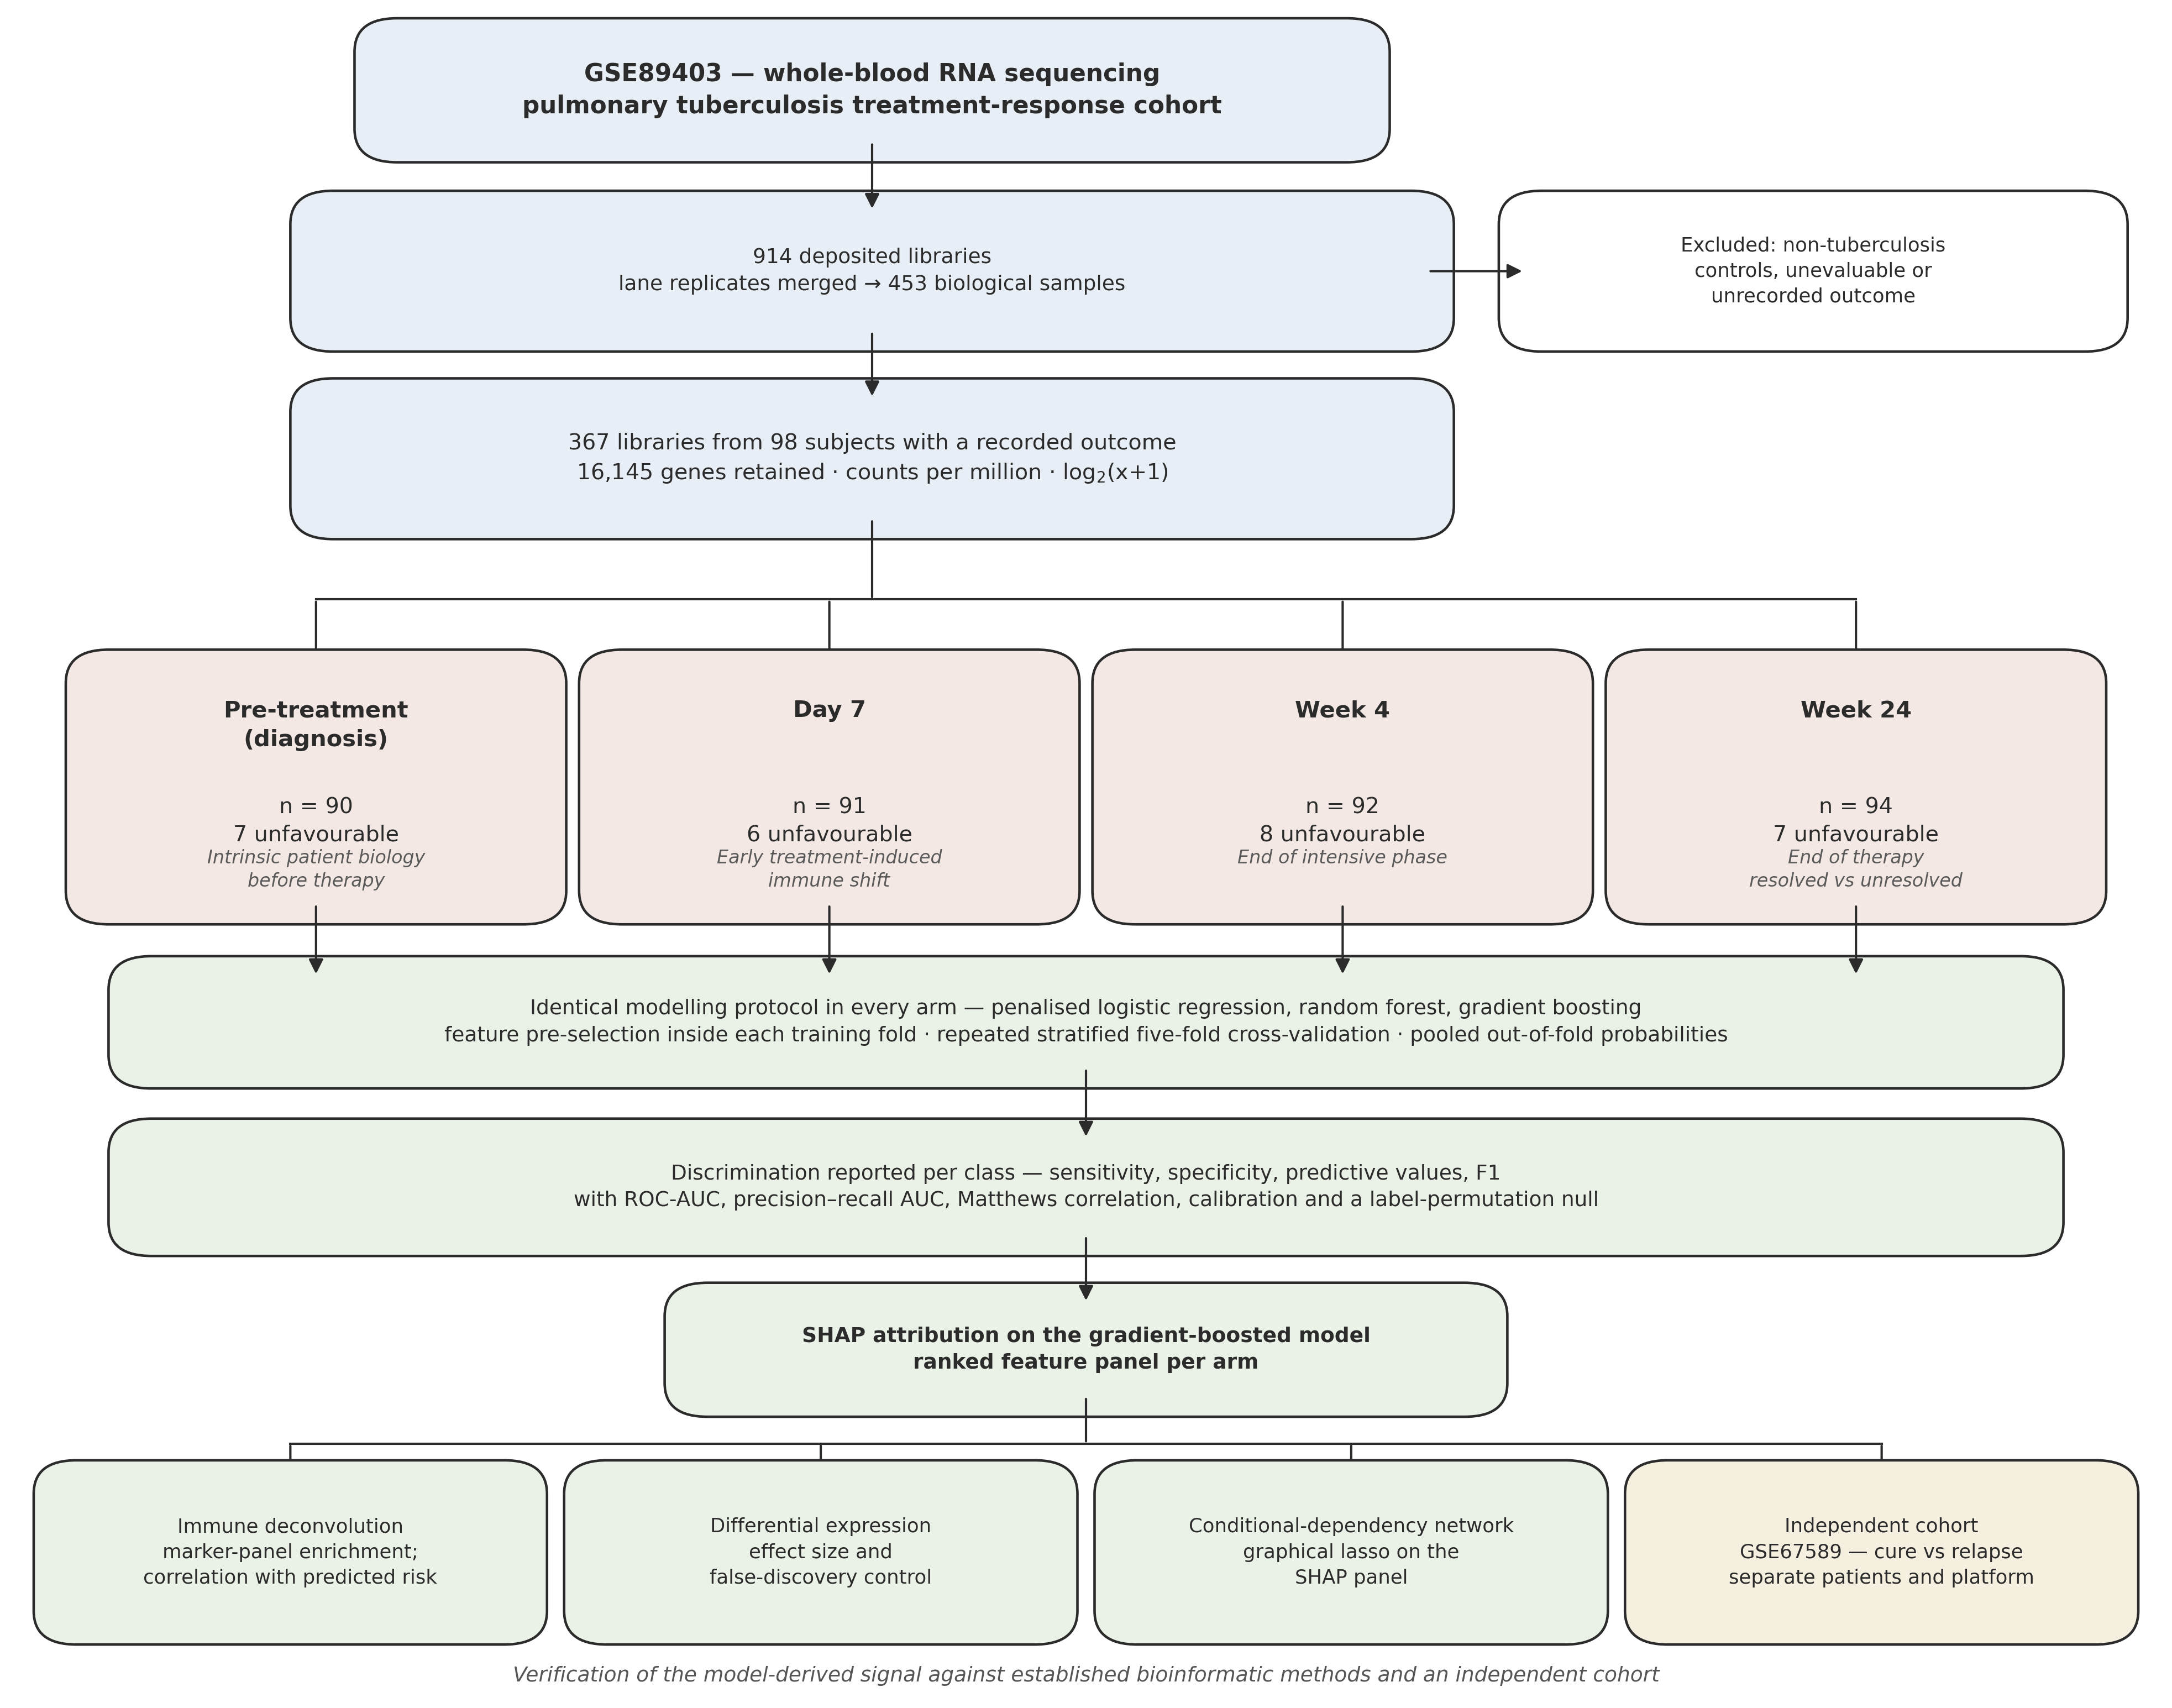 GSE89403 — whole-blood RNA sequencing
pulmonary tuberculosis treatment-response cohort
914 deposited libraries
lane replicates merged → 453 biological samples
Excluded: non-tuberculosis
controls, unevaluable or
unrecorded outcome
367 libraries from 98 subjects with a recorded outcome
16,145 genes retained · counts per million · log₂(x+1)
Pre-treatment
(diagnosis)
n = 90
7 unfavourable
Intrinsic patient biology
before therapy
Day 7
n = 91
6 unfavourable
Early treatment-induced
immune shift
Week 4
n = 92
8 unfavourable
End of intensive phase
Week 24
n = 94
7 unfavourable
End of therapy
resolved vs unresolved
Identical modelling protocol in every arm — penalised logistic regression, random forest, gradient boosting
feature pre-selection inside each training fold · repeated stratified five-fold cross-validation · pooled out-of-fold probabilities
Discrimination reported per class — sensitivity, specificity, predictive values, F1
with ROC-AUC, precision–recall AUC, Matthews correlation, calibration and a label-permutation null
SHAP attribution on the gradient-boosted model
ranked feature panel per arm
Immune deconvolution
marker-panel enrichment;
correlation with predicted risk
Differential expression
effect size and
false-discovery control
Conditional-dependency network
graphical lasso on the
SHAP panel
Independent cohort
GSE67589 — cure vs relapse
separate patients and platform
Verification of the model-derived signal against established bioinformatic methods and an independent cohort